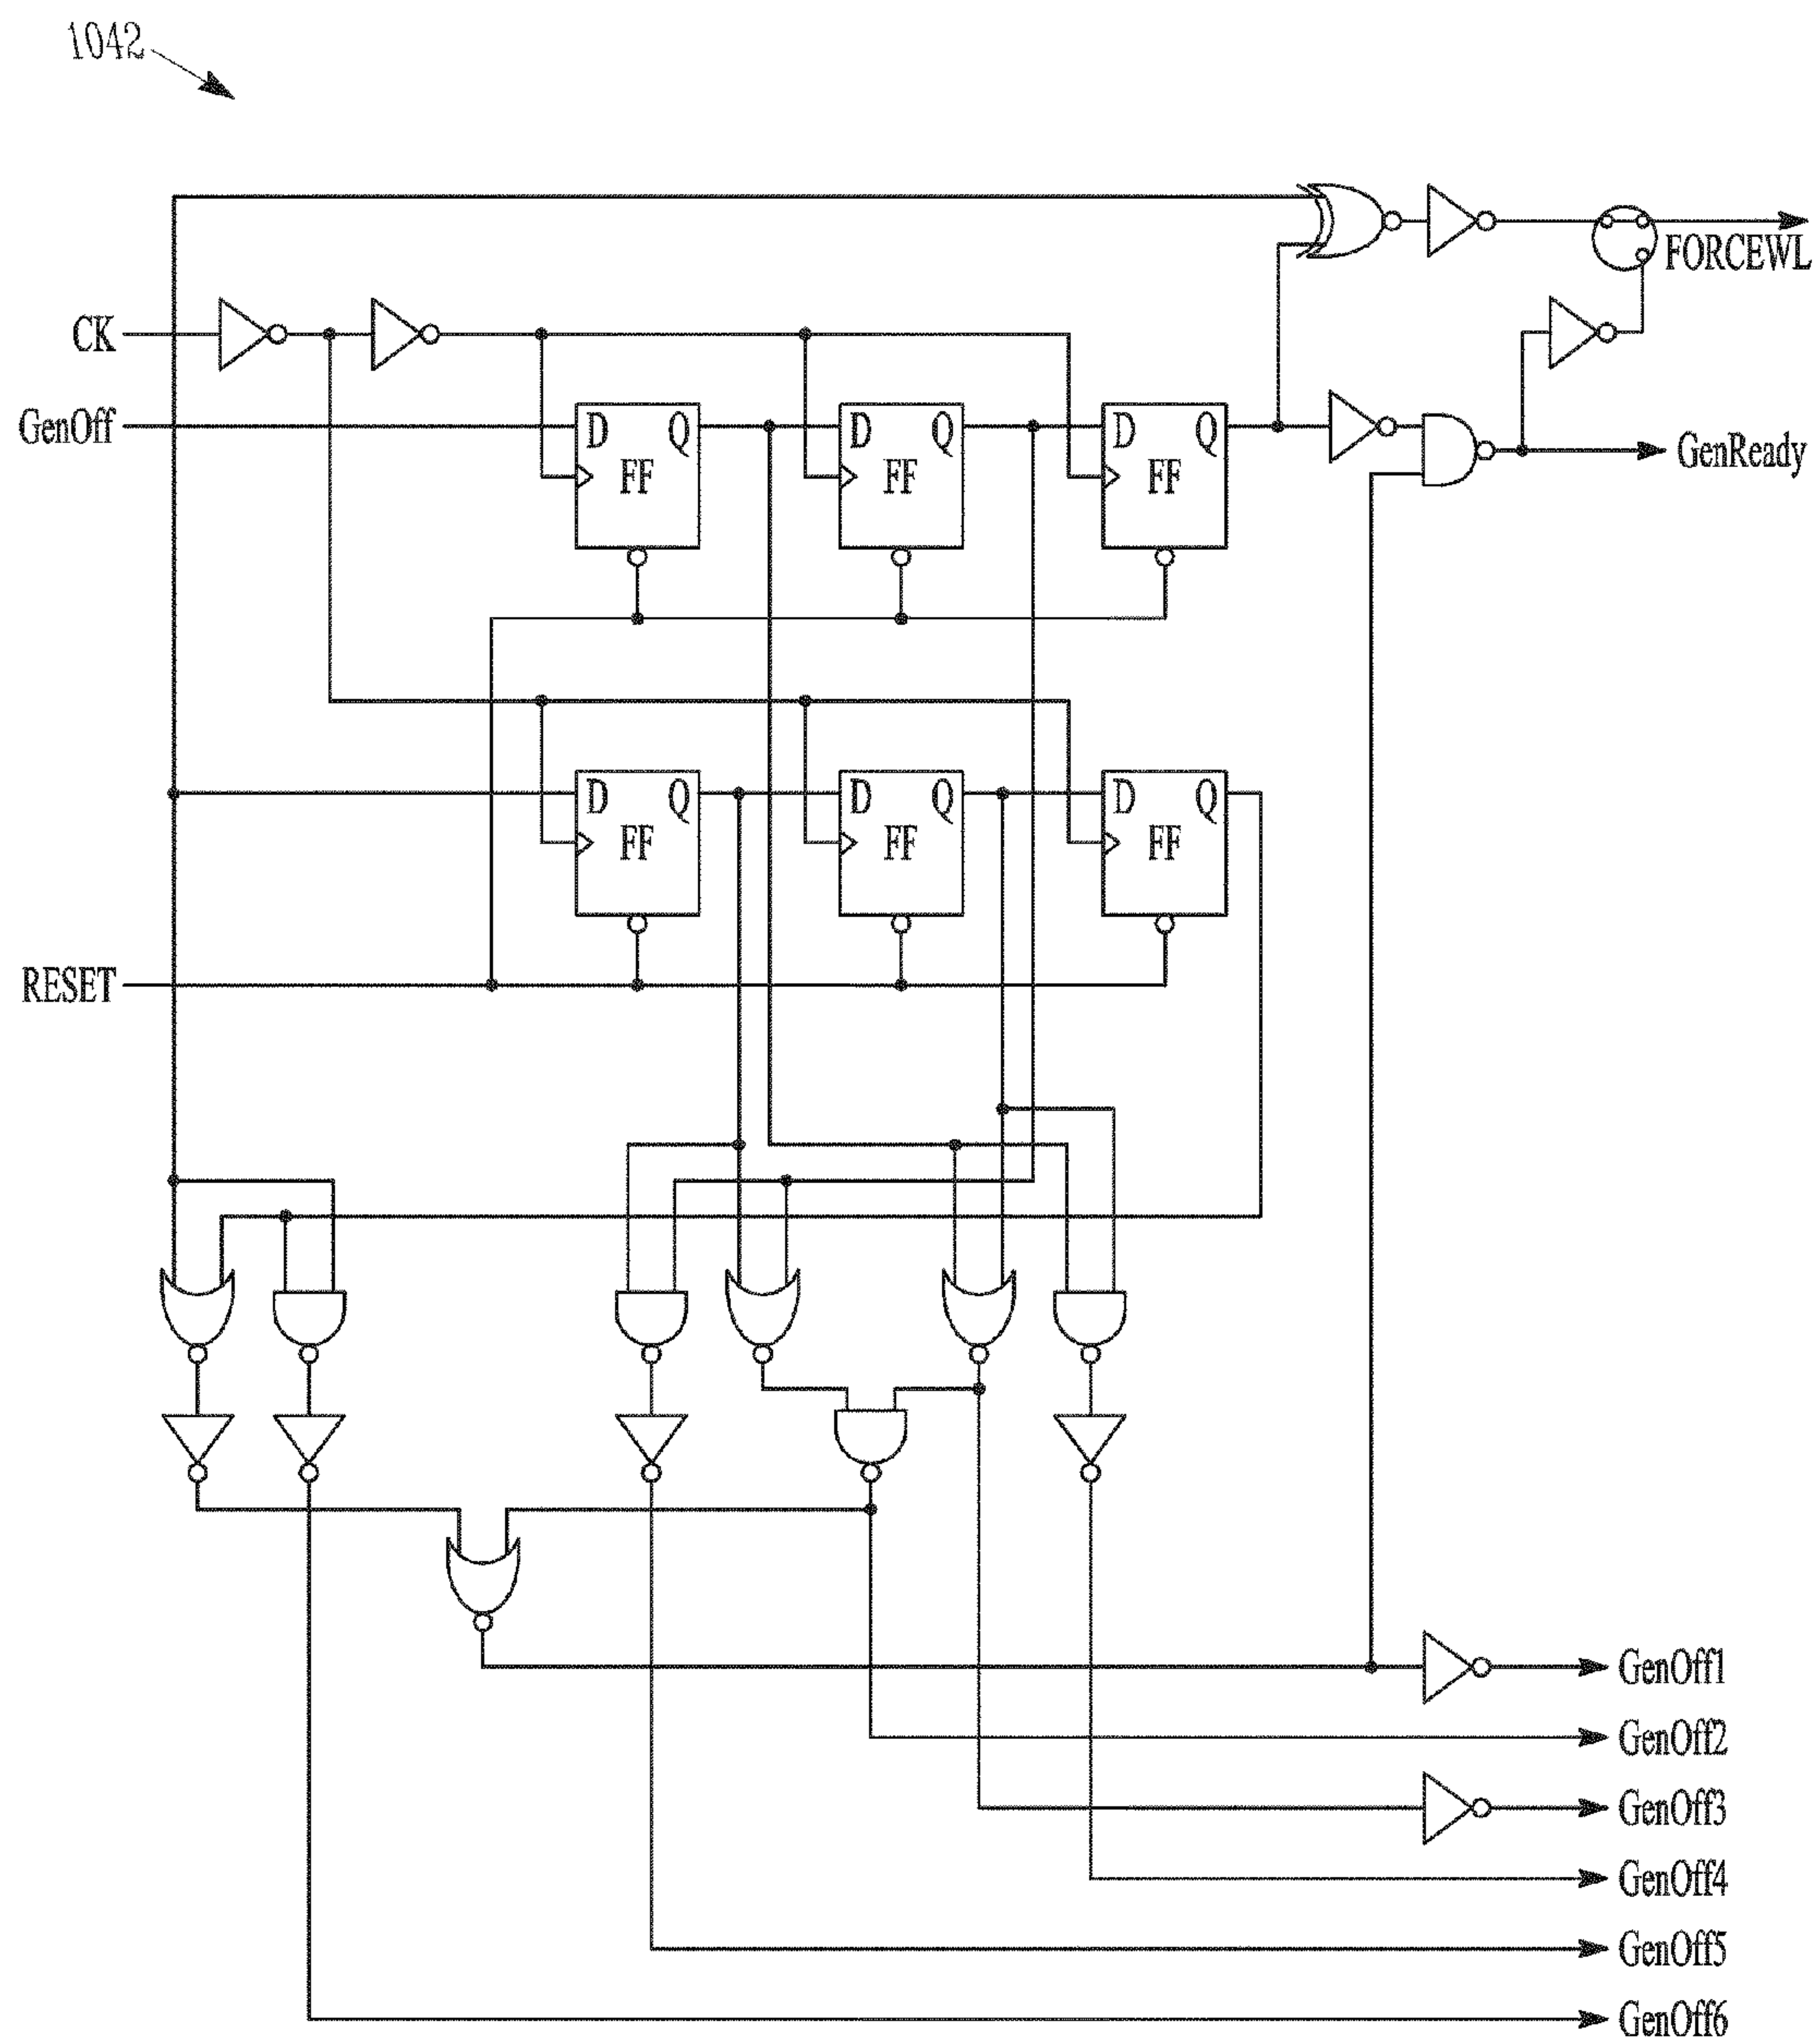 1042
FORCEWL
CK
GenOff
D Q
FF
D Q
FF
D Q
FF
GenReady
D Q
FF
D Q
FF
D Q
FF
RESET
GenOff1
GenOff2
GenOff3
GenOff4
GenOff5
GenOff6